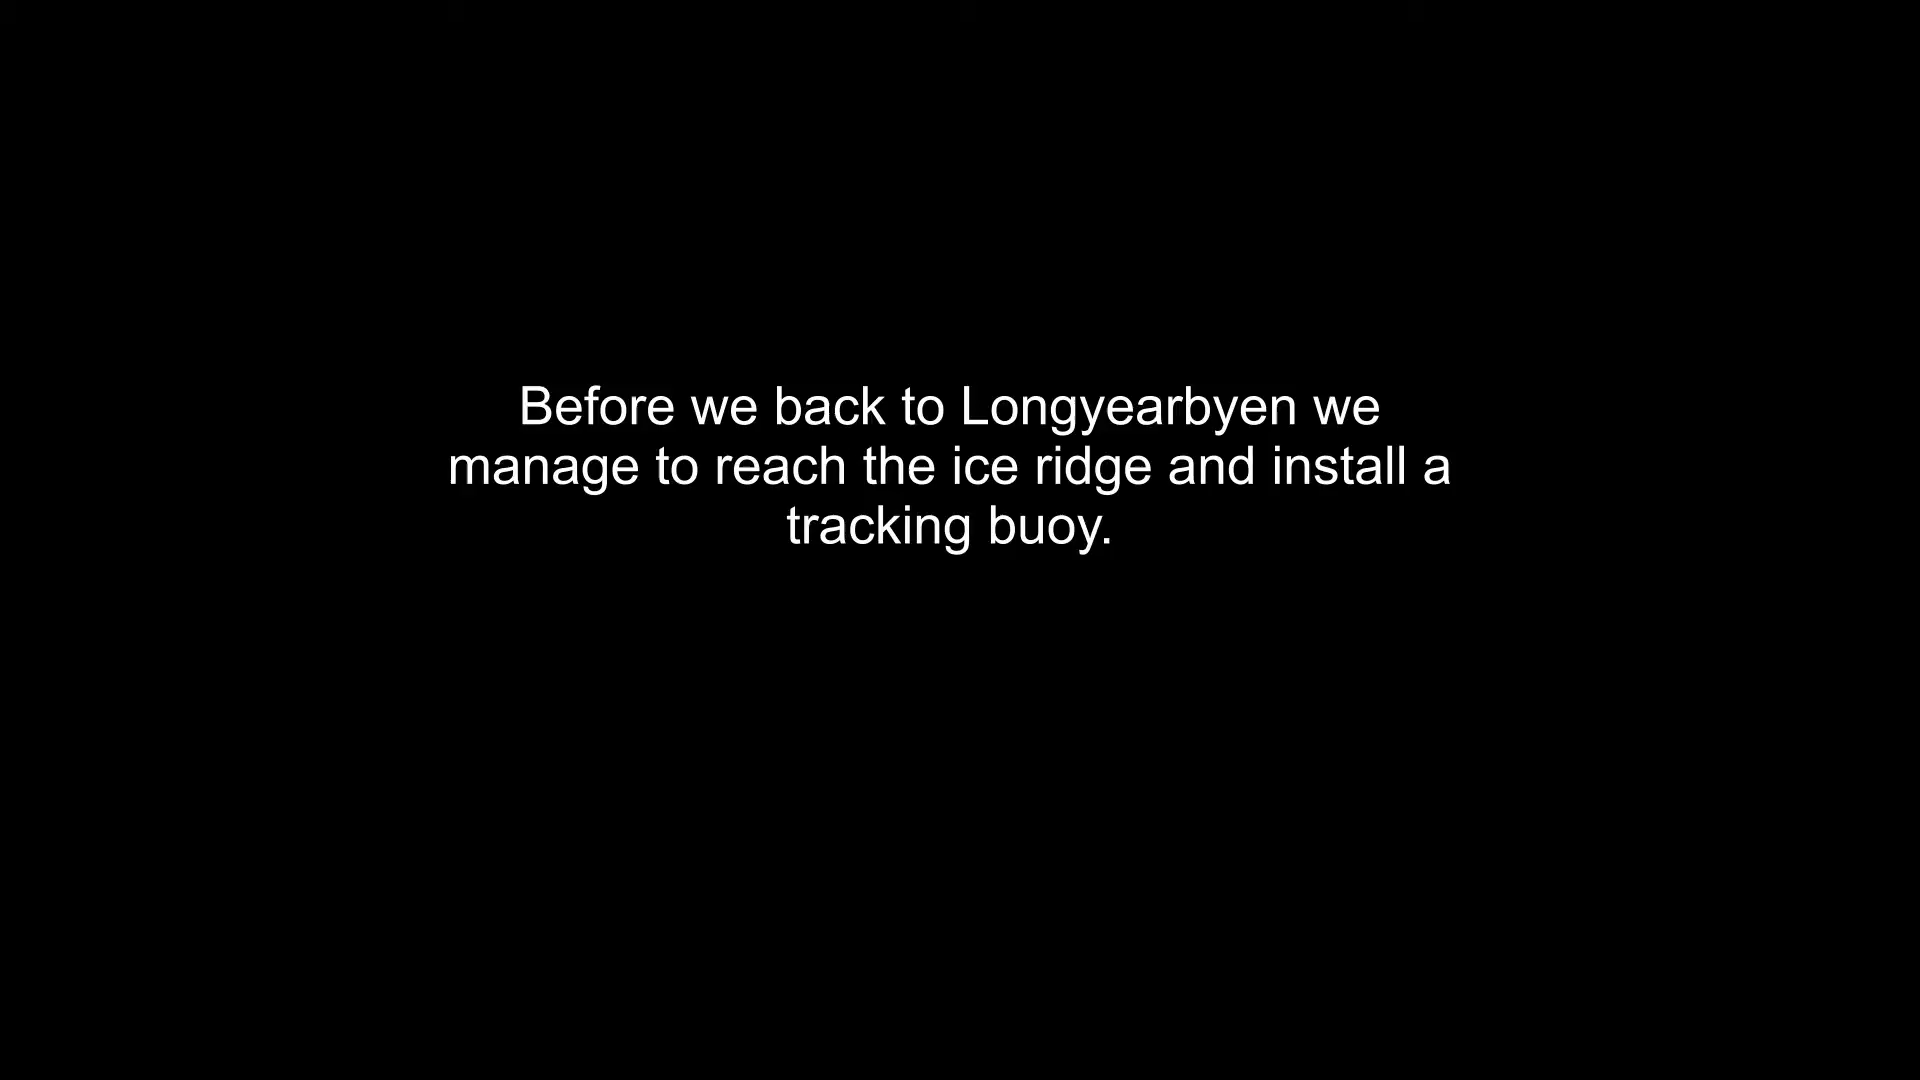 Before we back to Longyearbyen we
manage to reach the ice ridge and install a
tracking buoy.